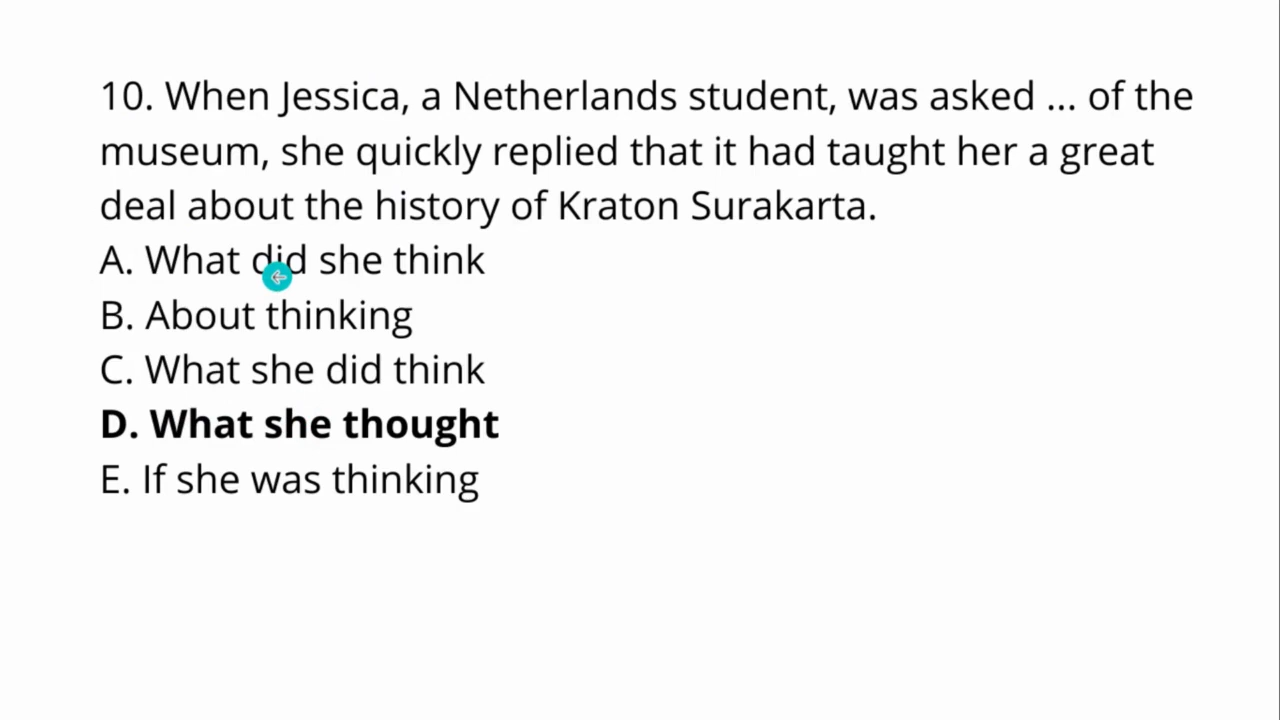 10. When Jessica, a Netherlands student, was asked ... of the
museum, she quickly replied that it had taught her a great
deal about the history of Kraton Surakarta.
A. What did she think
B. About thinking
C. What she did think
D. What she thought
E. If she was thinking